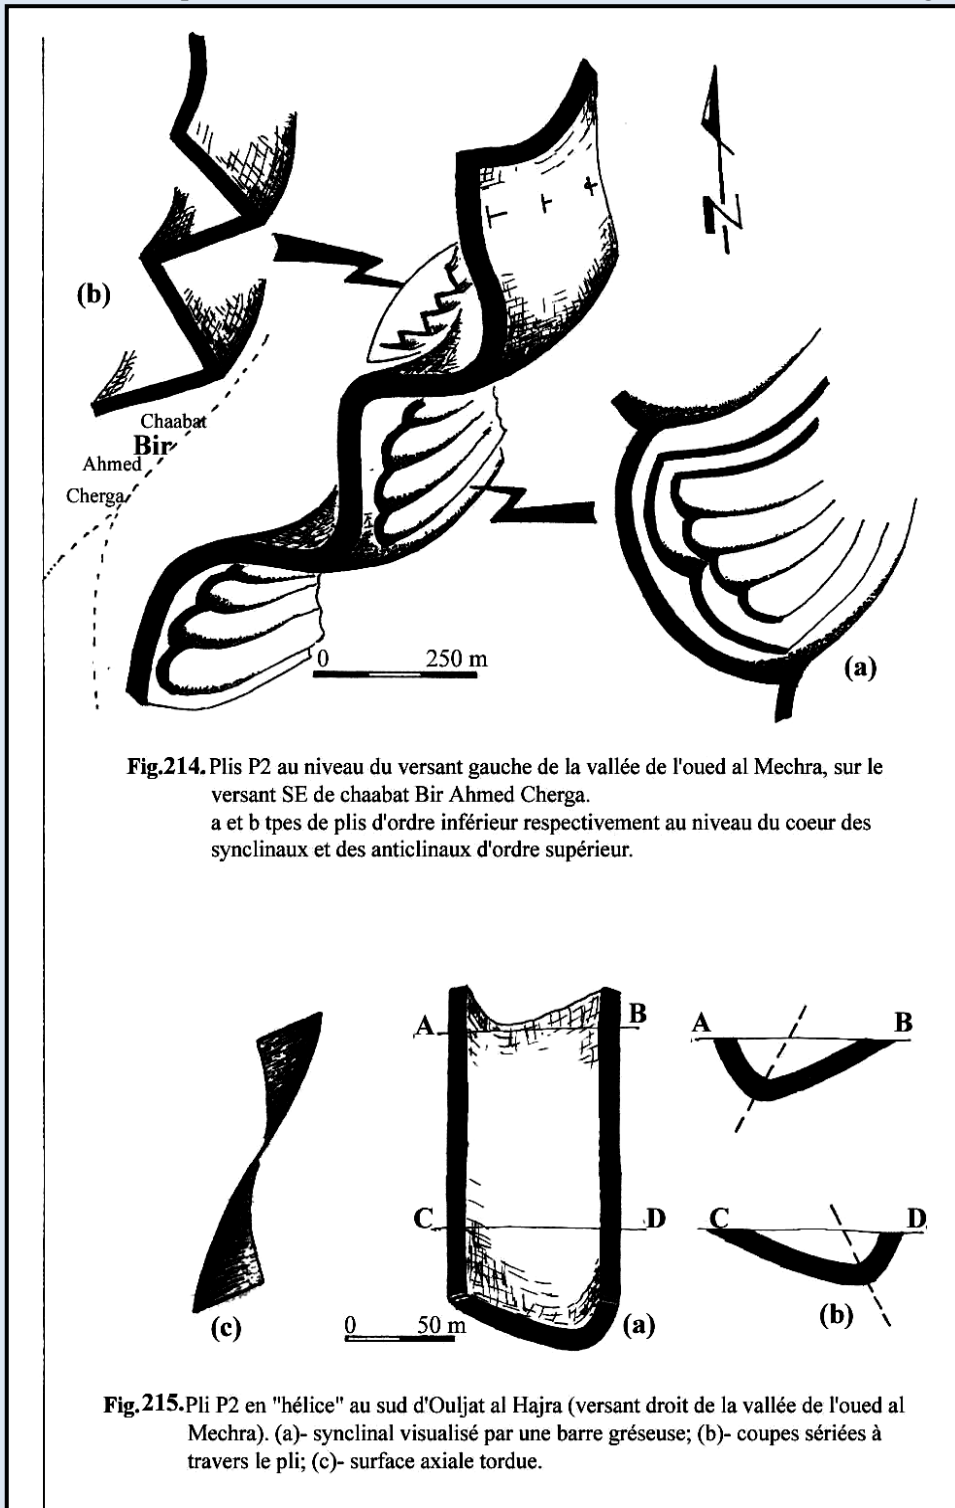 N
(b)
Chaabat
Bir
Ahmed
Cherga
0 250 m
(a)
Fig.214. Plis P2 au niveau du versant gauche de la vallée de l'oued al Mechra, sur le
versant SE de chaabat Bir Ahmed Cherga.
a et b tpes de plis d'ordre inférieur respectivement au niveau du coeur des
synclinaux et des anticlinaux d'ordre supérieur.
A B
A B
C D
C D
(c)
0 50 m
(a)
(b)
Fig.215. Pli P2 en "hélice" au sud d'Ouljat al Hajra (versant droit de la vallée de l'oued al
Mechra). (a)- synclinal visualisé par une barre gréseuse; (b)- coupes sériées à
travers le pli; (c)- surface axiale tordue.